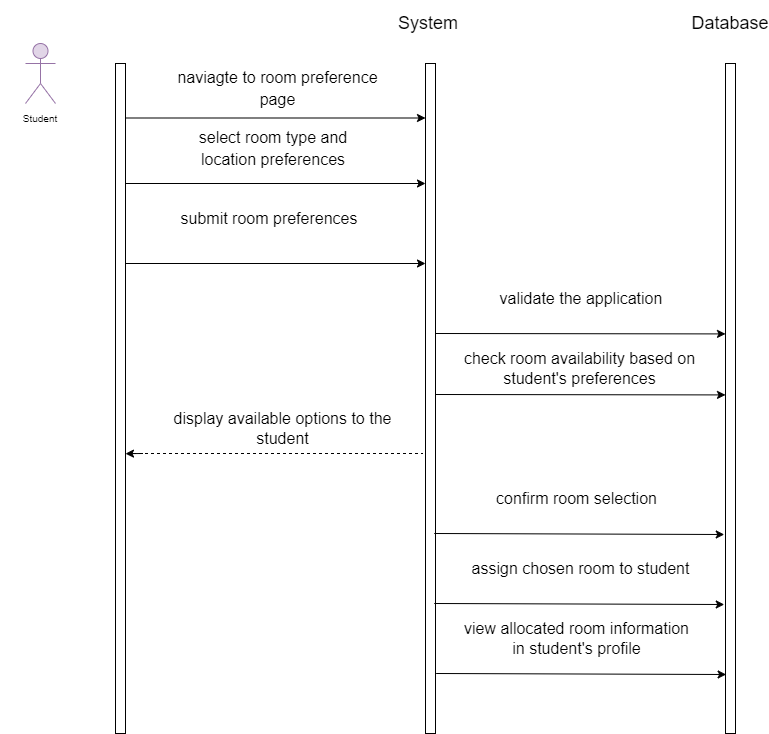 System
Database
Student
naviagte to room preference
page
select room type and
location preferences
submit room preferences
validate the application
check room availability based on
student's preferences
display available options to the
student
confirm room selection
assign chosen room to student
view allocated room information
in student's profile